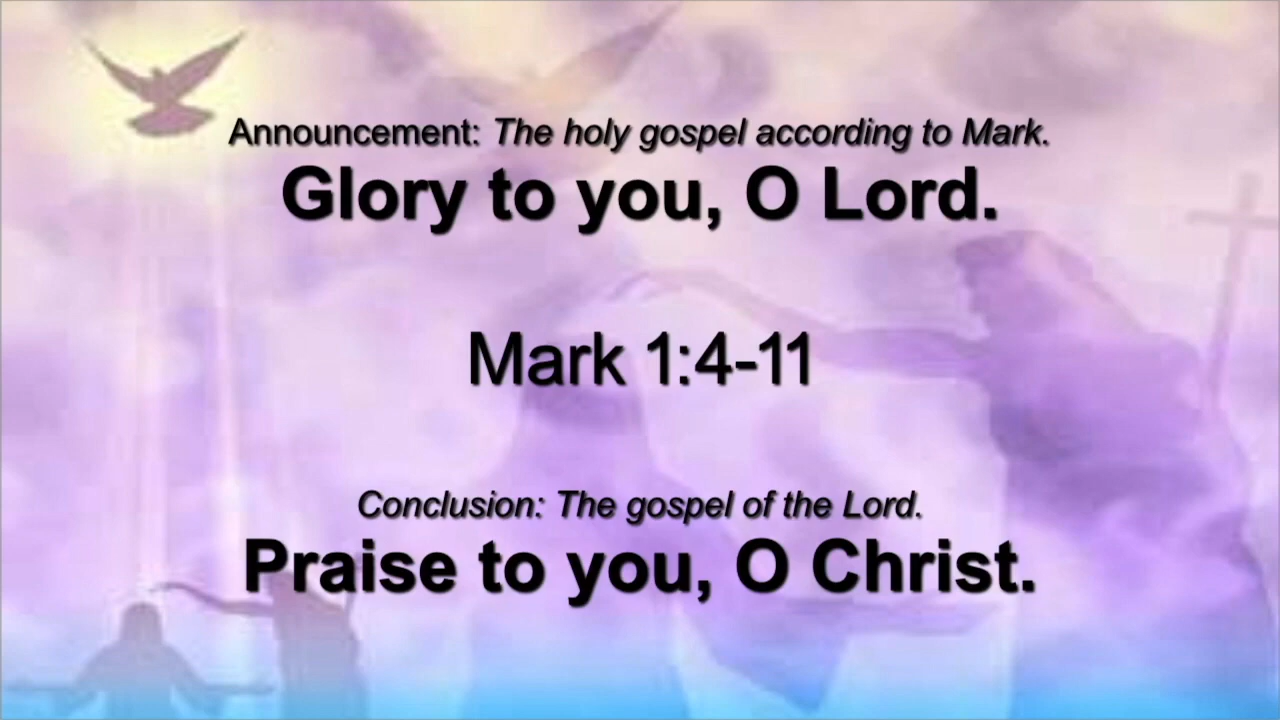 Announcement: The holy gospel according to Mark.
Glory to you, O Lord.
Mark 1:4-11
Conclusion: The gospel of the Lord.
Praise to you, O Christ.